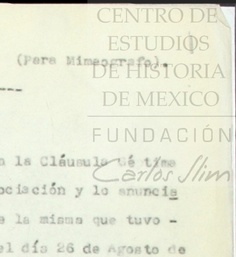 CENTRO DE
ESTUDIOS
(Para Mimeografo).
DE HISTORIA
DE MEXICO
FUNDACIÓN
Carlos Slim
la Cláusula
ociación y lo anuncia
la misma que tuvo -
el día 26 de Agosto de